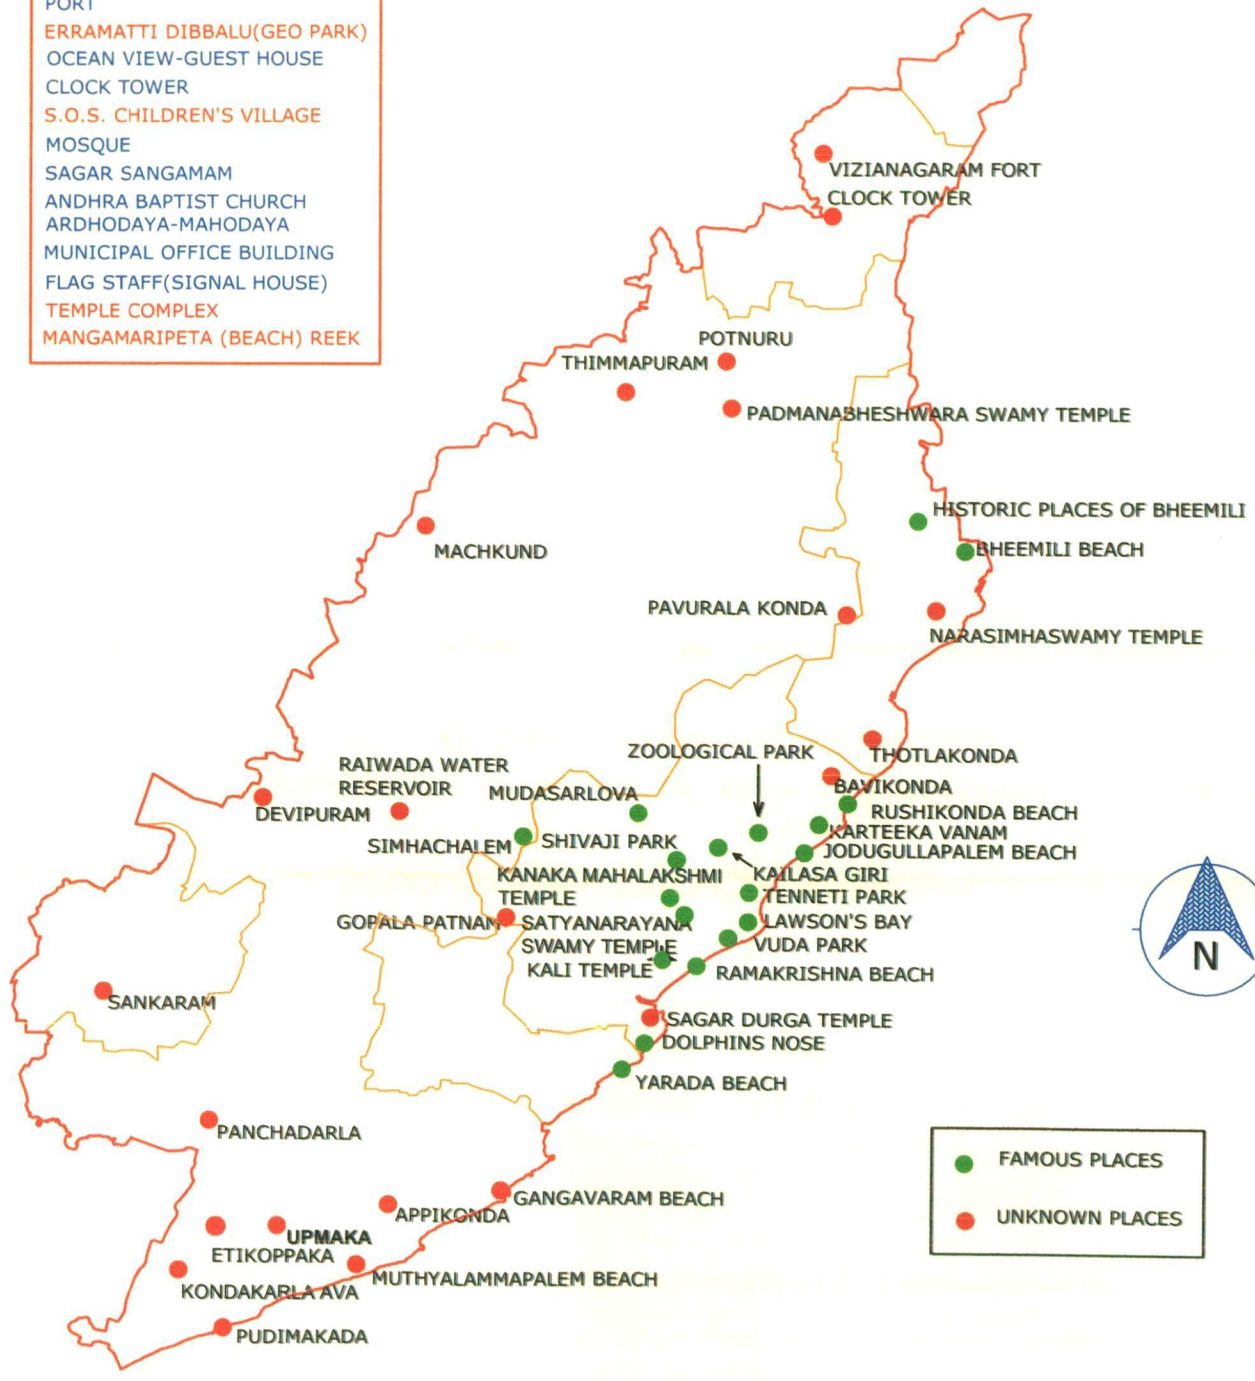 PORT
ERRAMATTI DIBBALU(GEO PARK)
OCEAN VIEW-GUEST HOUSE
CLOCK TOWER
S.O.S. CHILDREN'S VILLAGE
MOSQUE
SAGAR SANGAMAM
ANDHRA BAPTIST CHURCH
ARDHODAYA-MAHODAYA
MUNICIPAL OFFICE BUILDING
FLAG STAFF(SIGNAL HOUSE)
TEMPLE COMPLEX
MANGAMARIPETA (BEACH) REEK
VIZIANAGARAM FORT
CLOCK TOWER
POTNURU
THIMMAPURAM
PADMANABHESHWARA SWAMY TEMPLE
HISTORIC PLACES OF BHEEMILI
BHEEMILI BEACH
MACHKUND
PAVURALA KONDA
NARASIMHASWAMY TEMPLE
ZOOLOGICAL PARK
THOTLAKONDA
RAIWADA WATER
RESERVOIR
MUDASARLOVA
BAVIKONDA
DEVIPURAM
RUSHIKONDA BEACH
SIMHACHALEM
SHIVAJI PARK
KARTEEKA VANAM
JODUGULLAPALEM BEACH
KANAKA MAHALAKSHMI
TEMPLE
KAILASA GIRI
TENNETI PARK
GOPALA PATNAM
SATYANARAYANA
SWAMY TEMPLE
LAWSON'S BAY
VUDA PARK
KALI TEMPLE
RAMAKRISHNA BEACH
N
SANKARAM
SAGAR DURGA TEMPLE
DOLPHINS NOSE
YARADA BEACH
PANCHADARLA
GANGAVARAM BEACH
APPIKONDA
UPMAKA
ETIKOPPAKA
MUTHYALAMMAPALEM BEACH
KONDAKARLA AVA
PUDIMAKADA
FAMOUS PLACES
UNKNOWN PLACES